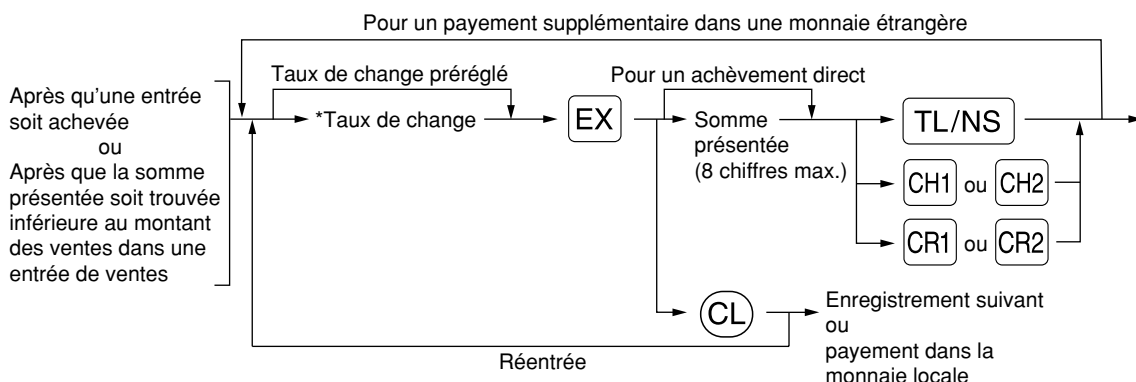 Pour un payement supplémentaire dans une monnaie étrangère
Taux de change préréglé
Pour un achèvement direct
Après qu'une entrée
soit achevée
ou
Après que la somme
présentée soit trouvée
inférieure au montant
des ventes dans une
entrée de ventes
*Taux de change
EX
Somme
présentée
(8 chiffres max.)
TL/NS
CH1 ou CH2
CR1 ou CR2
CL
Enregistrement suivant
ou
payement dans la
monnaie locale
Réentrée